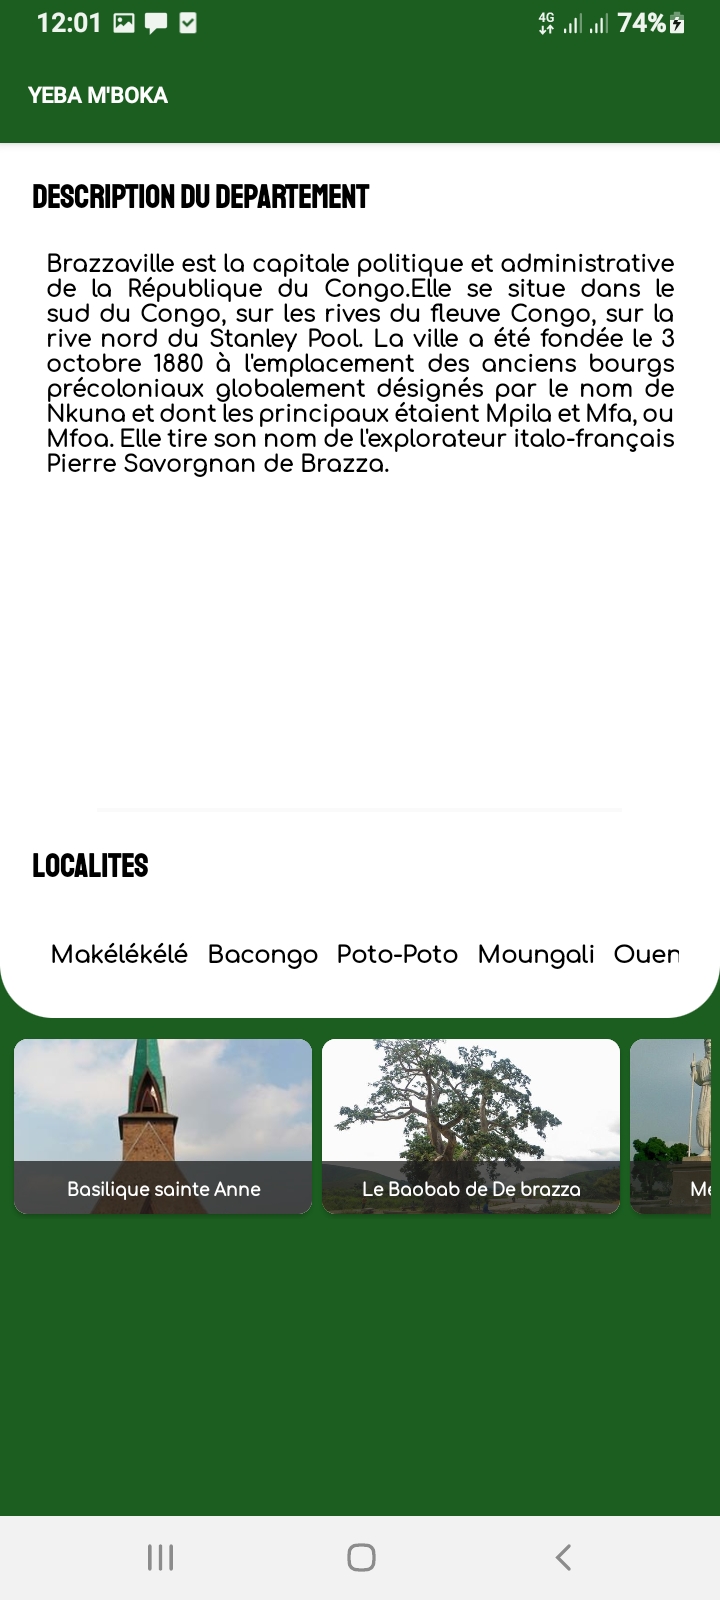 12:01 4G 74%
YEBA M'BOKA
DESCRIPTION DU DEPARTEMENT
Brazzaville est la capitale politique et administrative
de la République du Congo.Elle se situe dans le
sud du Congo, sur les rives du fleuve Congo, sur la
rive nord du Stanley Pool. La ville a été fondée le 3
octobre 1880 à l'emplacement des anciens bourgs
précoloniaux globalement désignés par le nom de
Nkuna et dont les principaux étaient Mpila et Mfa, ou
Mfoa. Elle tire son nom de l'explorateur italo-français
Pierre Savorgnan de Brazza.
LOCALITES
Makélékélé Bacongo Poto-Poto Moungali Ouen
Basilique sainte Anne Le Baobab de De brazza